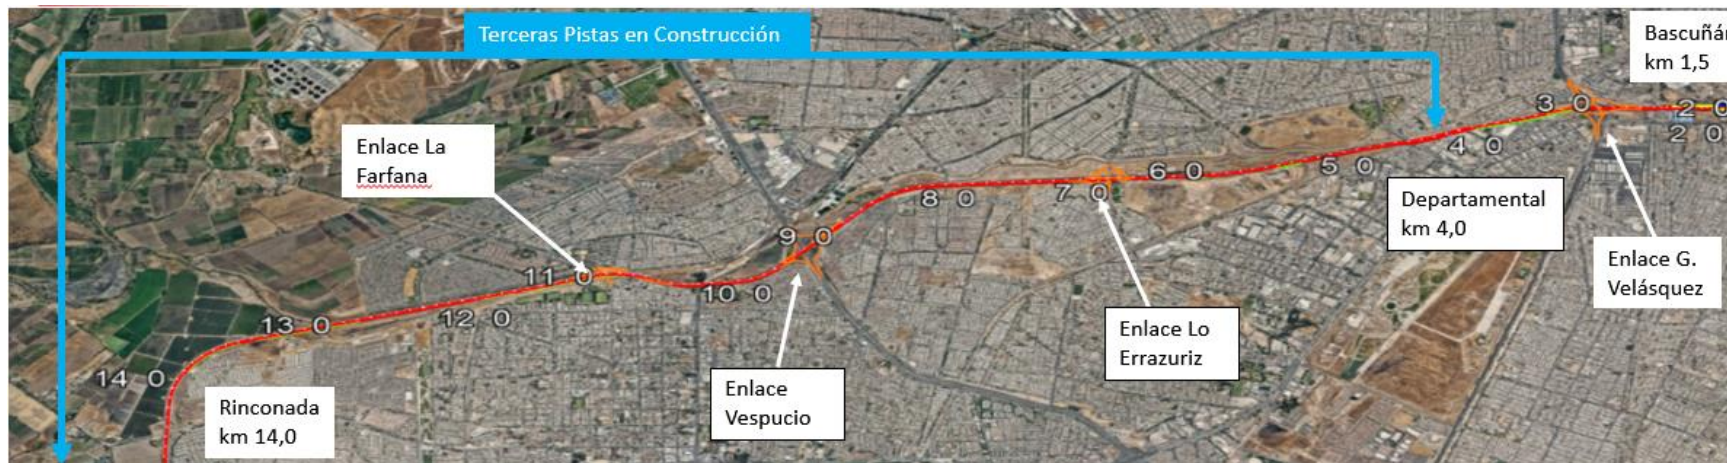 Terceras Pistas en Construcción
Bascuñán
km 1,5
3 0
2 0
2 0
4 0
5 0
6 0
7 0
8 0
9 0
10 0
11 0
12 0
13 0
14 0
Enlace La
Farfana
Departamental
km 4,0
Enlace G.
Velásquez
Enlace Lo
Errazuriz
Enlace
Vespucio
Rinconada
km 14,0